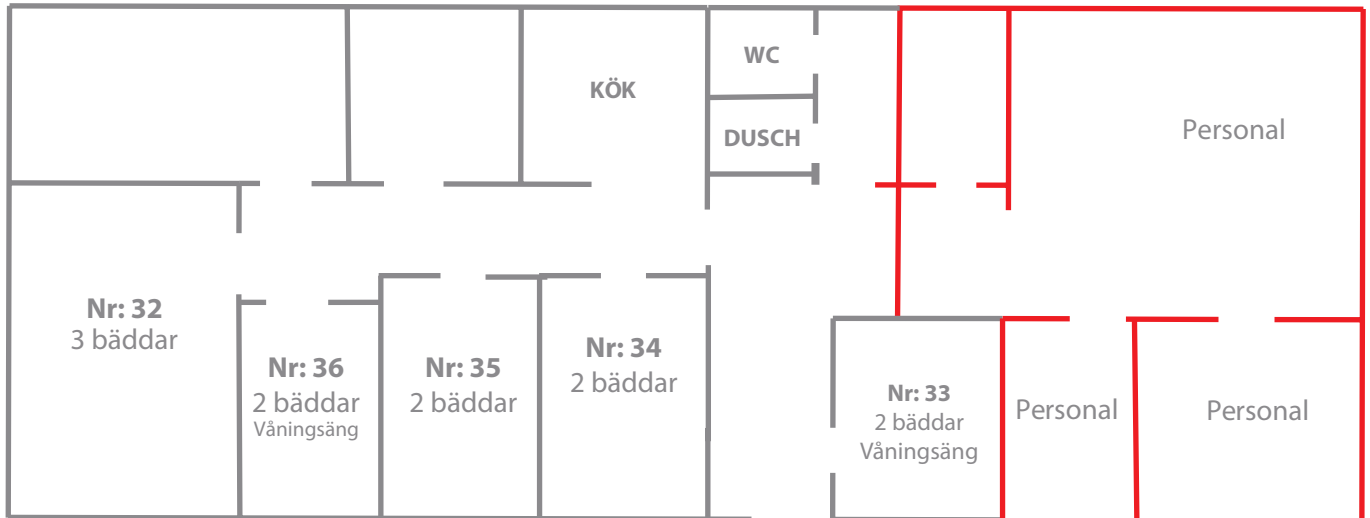 WC
KÖK
DUSCH
Personal
Nr: 32
3 bäddar
Nr: 36
2 bäddar
Våningsäng
Nr: 35
2 bäddar
Nr: 34
2 bäddar
Nr: 33
2 bäddar
Våningsäng
Personal
Personal